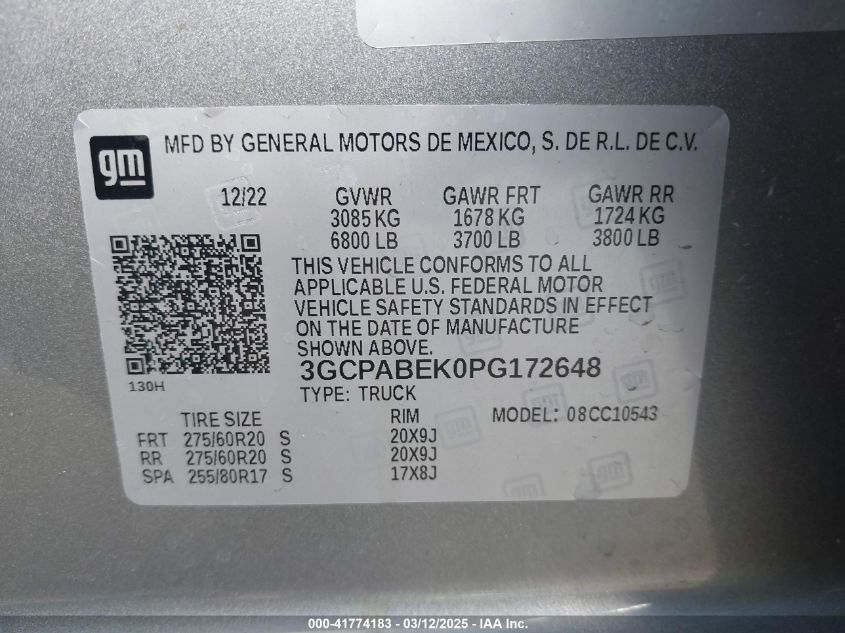 gm
MFD BY GENERAL MOTORS DE MEXICO, S. DE R.L. DE C.V.
12/22 GVWR GAWR FRT GAWR RR
3085 KG 1678 KG 1724 KG
6800 LB 3700 LB 3800 LB
THIS VEHICLE CONFORMS TO ALL
APPLICABLE U.S. FEDERAL MOTOR
VEHICLE SAFETY STANDARDS IN EFFECT
ON THE DATE OF MANUFACTURE
SHOWN ABOVE.
130H
3GCPABEK0PG172648
TYPE: TRUCK
TIRE SIZE RIM MODEL: 08CC10543
FRT 275/60R20 S 20X9J
RR 275/60R20 S 20X9J
SPA 255/80R17 S 17X8J
000-41774183 - 03/12/2025 - IAA Inc.